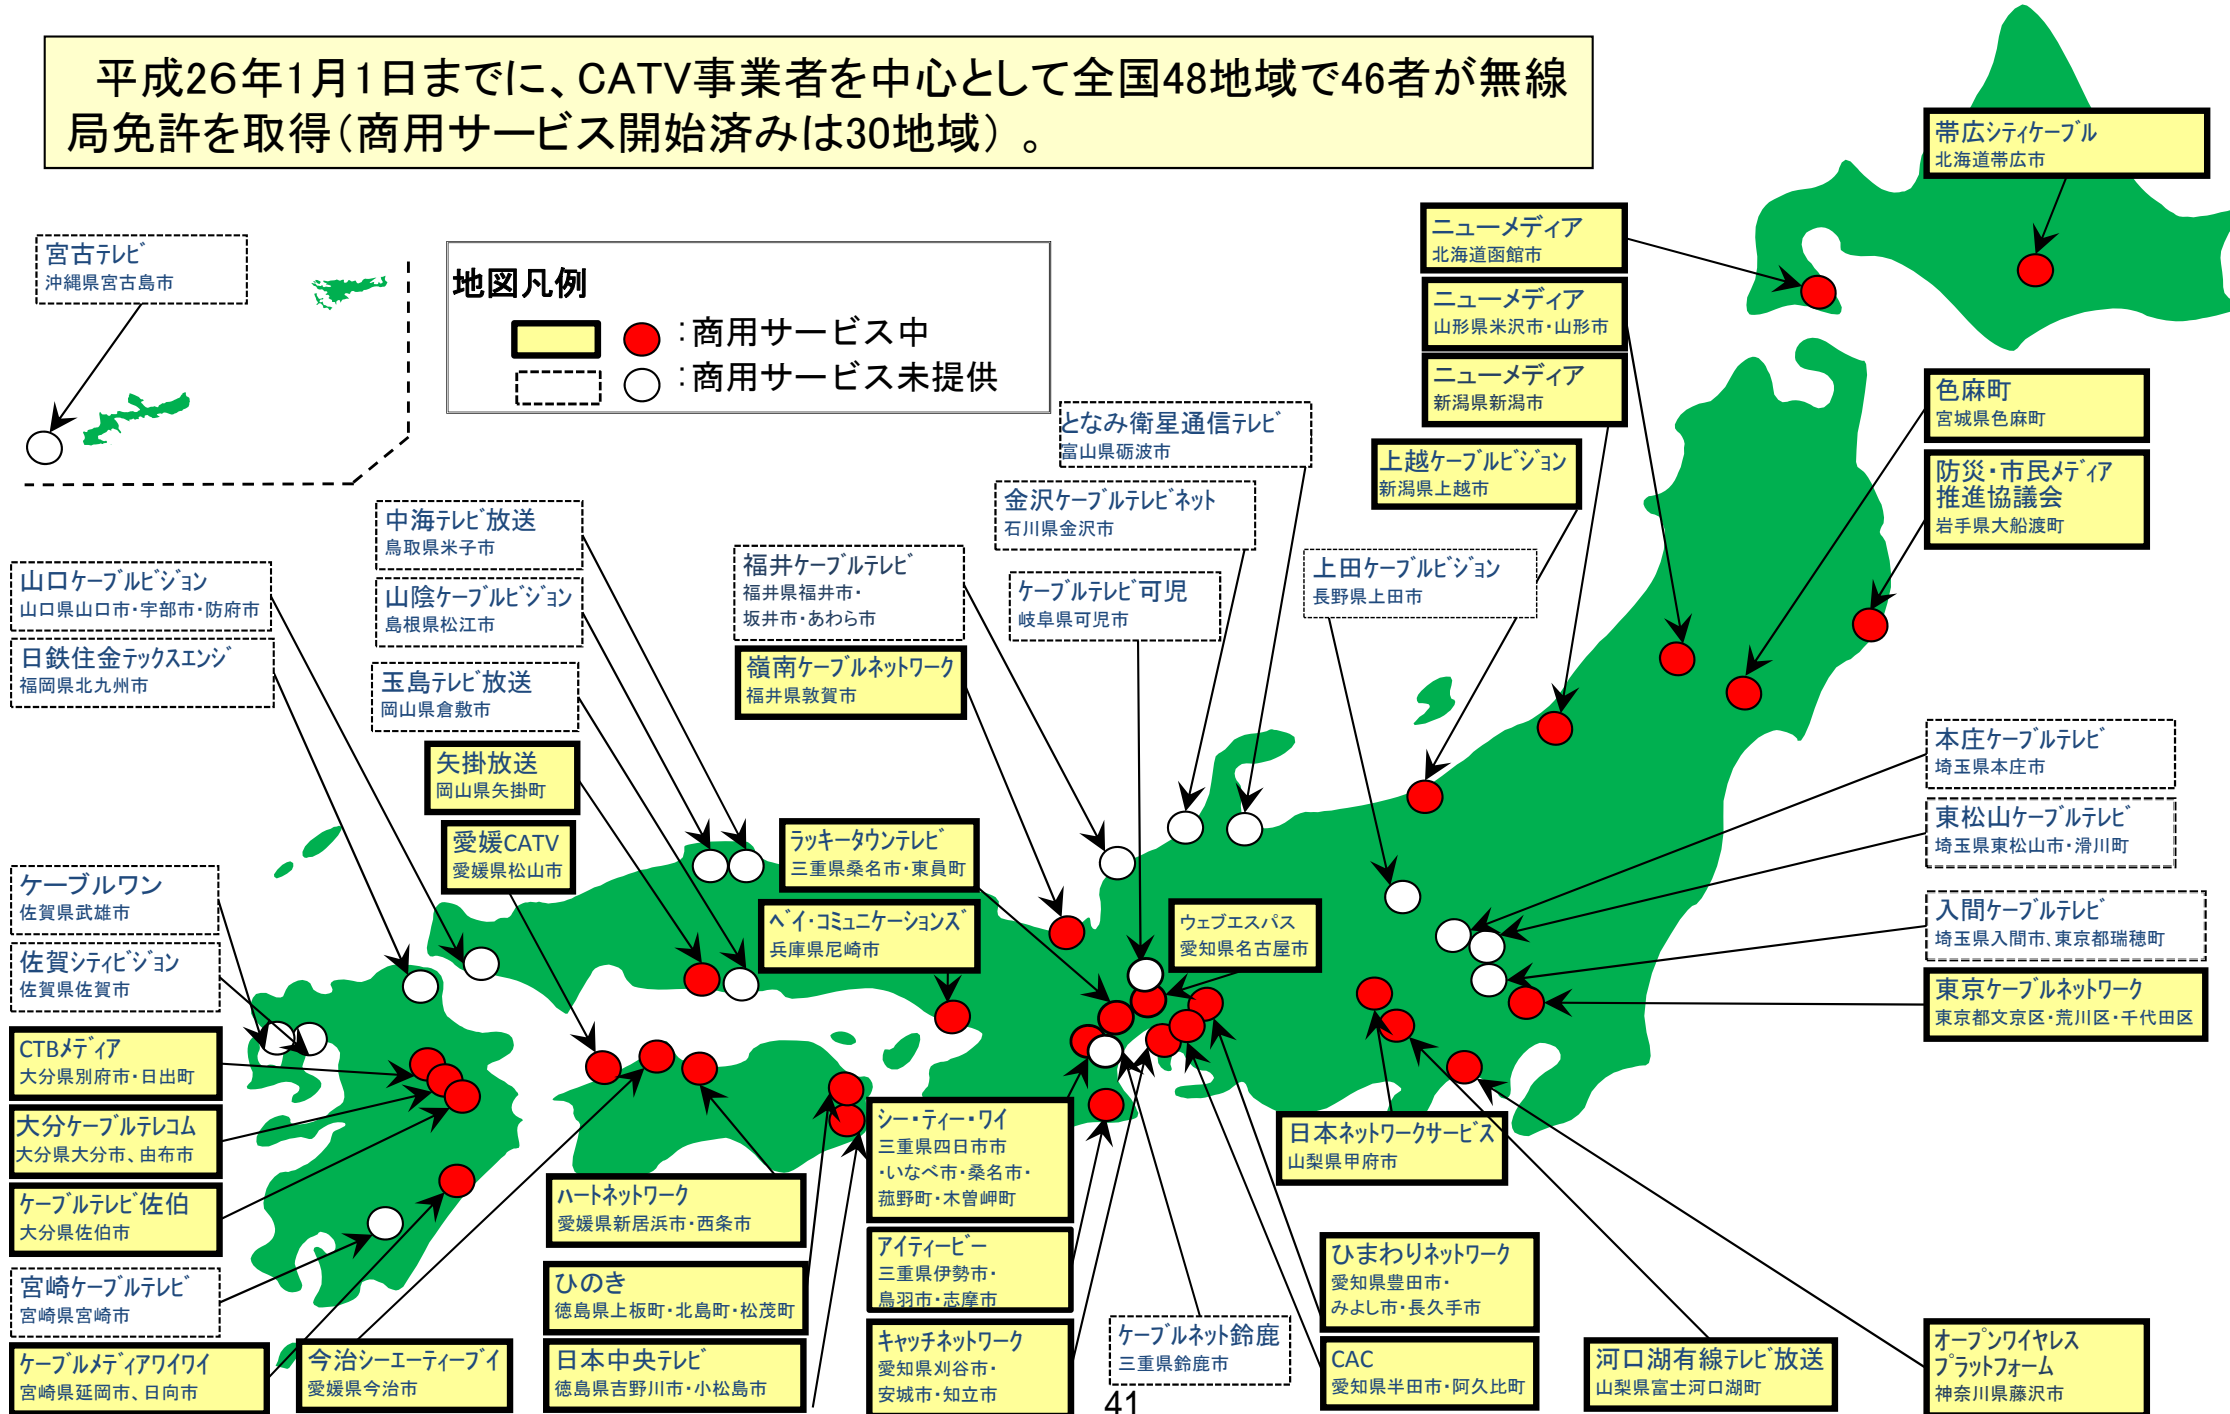 平成26年1月1日までに、CATV事業者を中心として全国48地域で46者が無線
局免許を取得(商用サービス開始済みは30地域)。
帯広シティケーブル
北海道帯広市
ニューメディア
北海道函館市
ニューメディア
山形県米沢市・山形市
ニューメディア
新潟県新潟市
宮古テレビ
沖縄県宮古島市
地図凡例
:商用サービス中
:商用サービス未提供
色麻町
宮城県色麻町
となみ衛星通信テレビ
富山県砺波市
上越ケーブルビジョン
新潟県上越市
防災・市民メディア
推進協議会
岩手県大船渡町
金沢ケーブルテレビネット
石川県金沢市
中海テレビ放送
鳥取県米子市
山陰ケーブルビジョン
島根県松江市
玉島テレビ放送
岡山県倉敷市
矢掛放送
岡山県矢掛町
愛媛CATV
愛媛県松山市
福井ケーブルテレビ
福井県福井市・
坂井市・あわら市
嶺南ケーブルネットワーク
福井県敦賀市
ケーブルテレビ可児
岐阜県可児市
上田ケーブルビジョン
長野県上田市
山口ケーブルビジョン
山口県山口市・宇部市・防府市
日鉄住金テックスエンジ
福岡県北九州市
本庄ケーブルテレビ
埼玉県本庄市
東松山ケーブルテレビ
埼玉県東松山市・滑川町
入間ケーブルテレビ
埼玉県入間市、東京都瑞穂町
東京ケーブルネットワーク
東京都文京区・荒川区・千代田区
ラッキータウンテレビ
三重県桑名市・東員町
ベイ・コミュニケーションズ
兵庫県尼崎市
ウェブエスパス
愛知県名古屋市
ケーブルワン
佐賀県武雄市
佐賀シティビジョン
佐賀県佐賀市
CTBメディア
大分県別府市・日出町
大分ケーブルテレコム
大分県大分市、由布市
ケーブルテレビ佐伯
大分県佐伯市
宮崎ケーブルテレビ
宮崎県宮崎市
ケーブルメディアワイワイ
宮崎県延岡市、日向市
今治シーエーティーブイ
愛媛県今治市
ハートネットワーク
愛媛県新居浜市・西条市
ひのき
徳島県上板町・北島町・松茂町
日本中央テレビ
徳島県吉野川市・小松島市
シー・ティー・ワイ
三重県四日市市
・いなべ市・桑名市・
菰野町・木曽岬町
アイティービー
三重県伊勢市・
鳥羽市・志摩市
キャッチネットワーク
愛知県刈谷市・
安城市・知立市
ケーブルネット鈴鹿
三重県鈴鹿市
日本ネットワークサービス
山梨県甲府市
ひまわりネットワーク
愛知県豊田市・
みよし市・長久手市
CAC
愛知県半田市・阿久比町
河口湖有線テレビ放送
山梨県富士河口湖町
オープンワイヤレス
プラットフォーム
神奈川県藤沢市
41